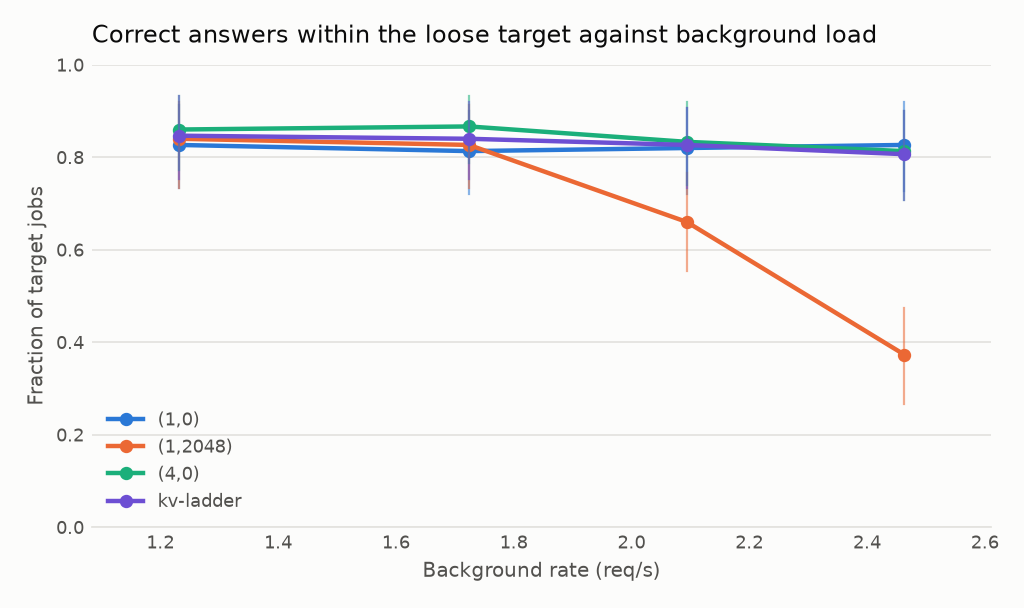 Correct answers within the loose target against background load
Fraction of target jobs
1.0
0.8
0.6
0.4
0.2
0.0
(1,0)
(1,2048)
(4,0)
kv-ladder
1.2 1.4 1.6 1.8 2.0 2.2 2.4 2.6
Background rate (req/s)